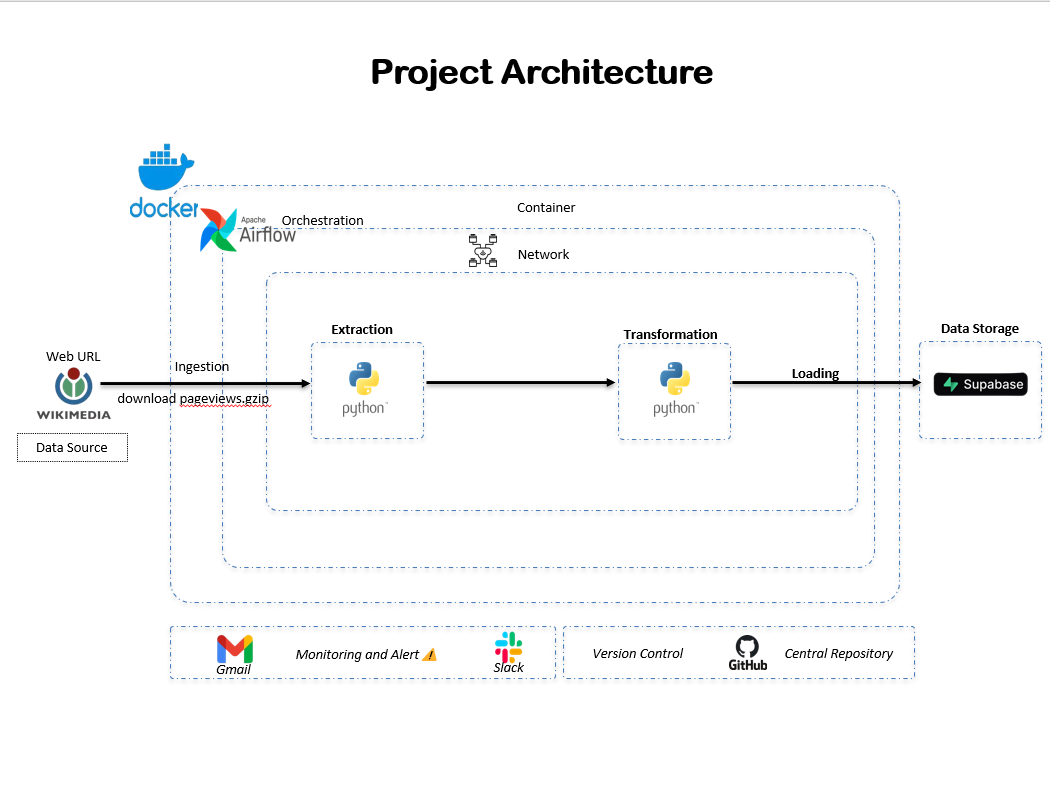 Project Architecture
docker
Container
Apache
Airflow
Orchestration
Network
Extraction
Transformation
Data Storage
Web URL
Ingestion
Loading
Supabase
WIKIMEDIA
download pageviews.gzip
python
python
Data Source
Gmail
Monitoring and Alert
Slack
Version Control
GitHub
Central Repository